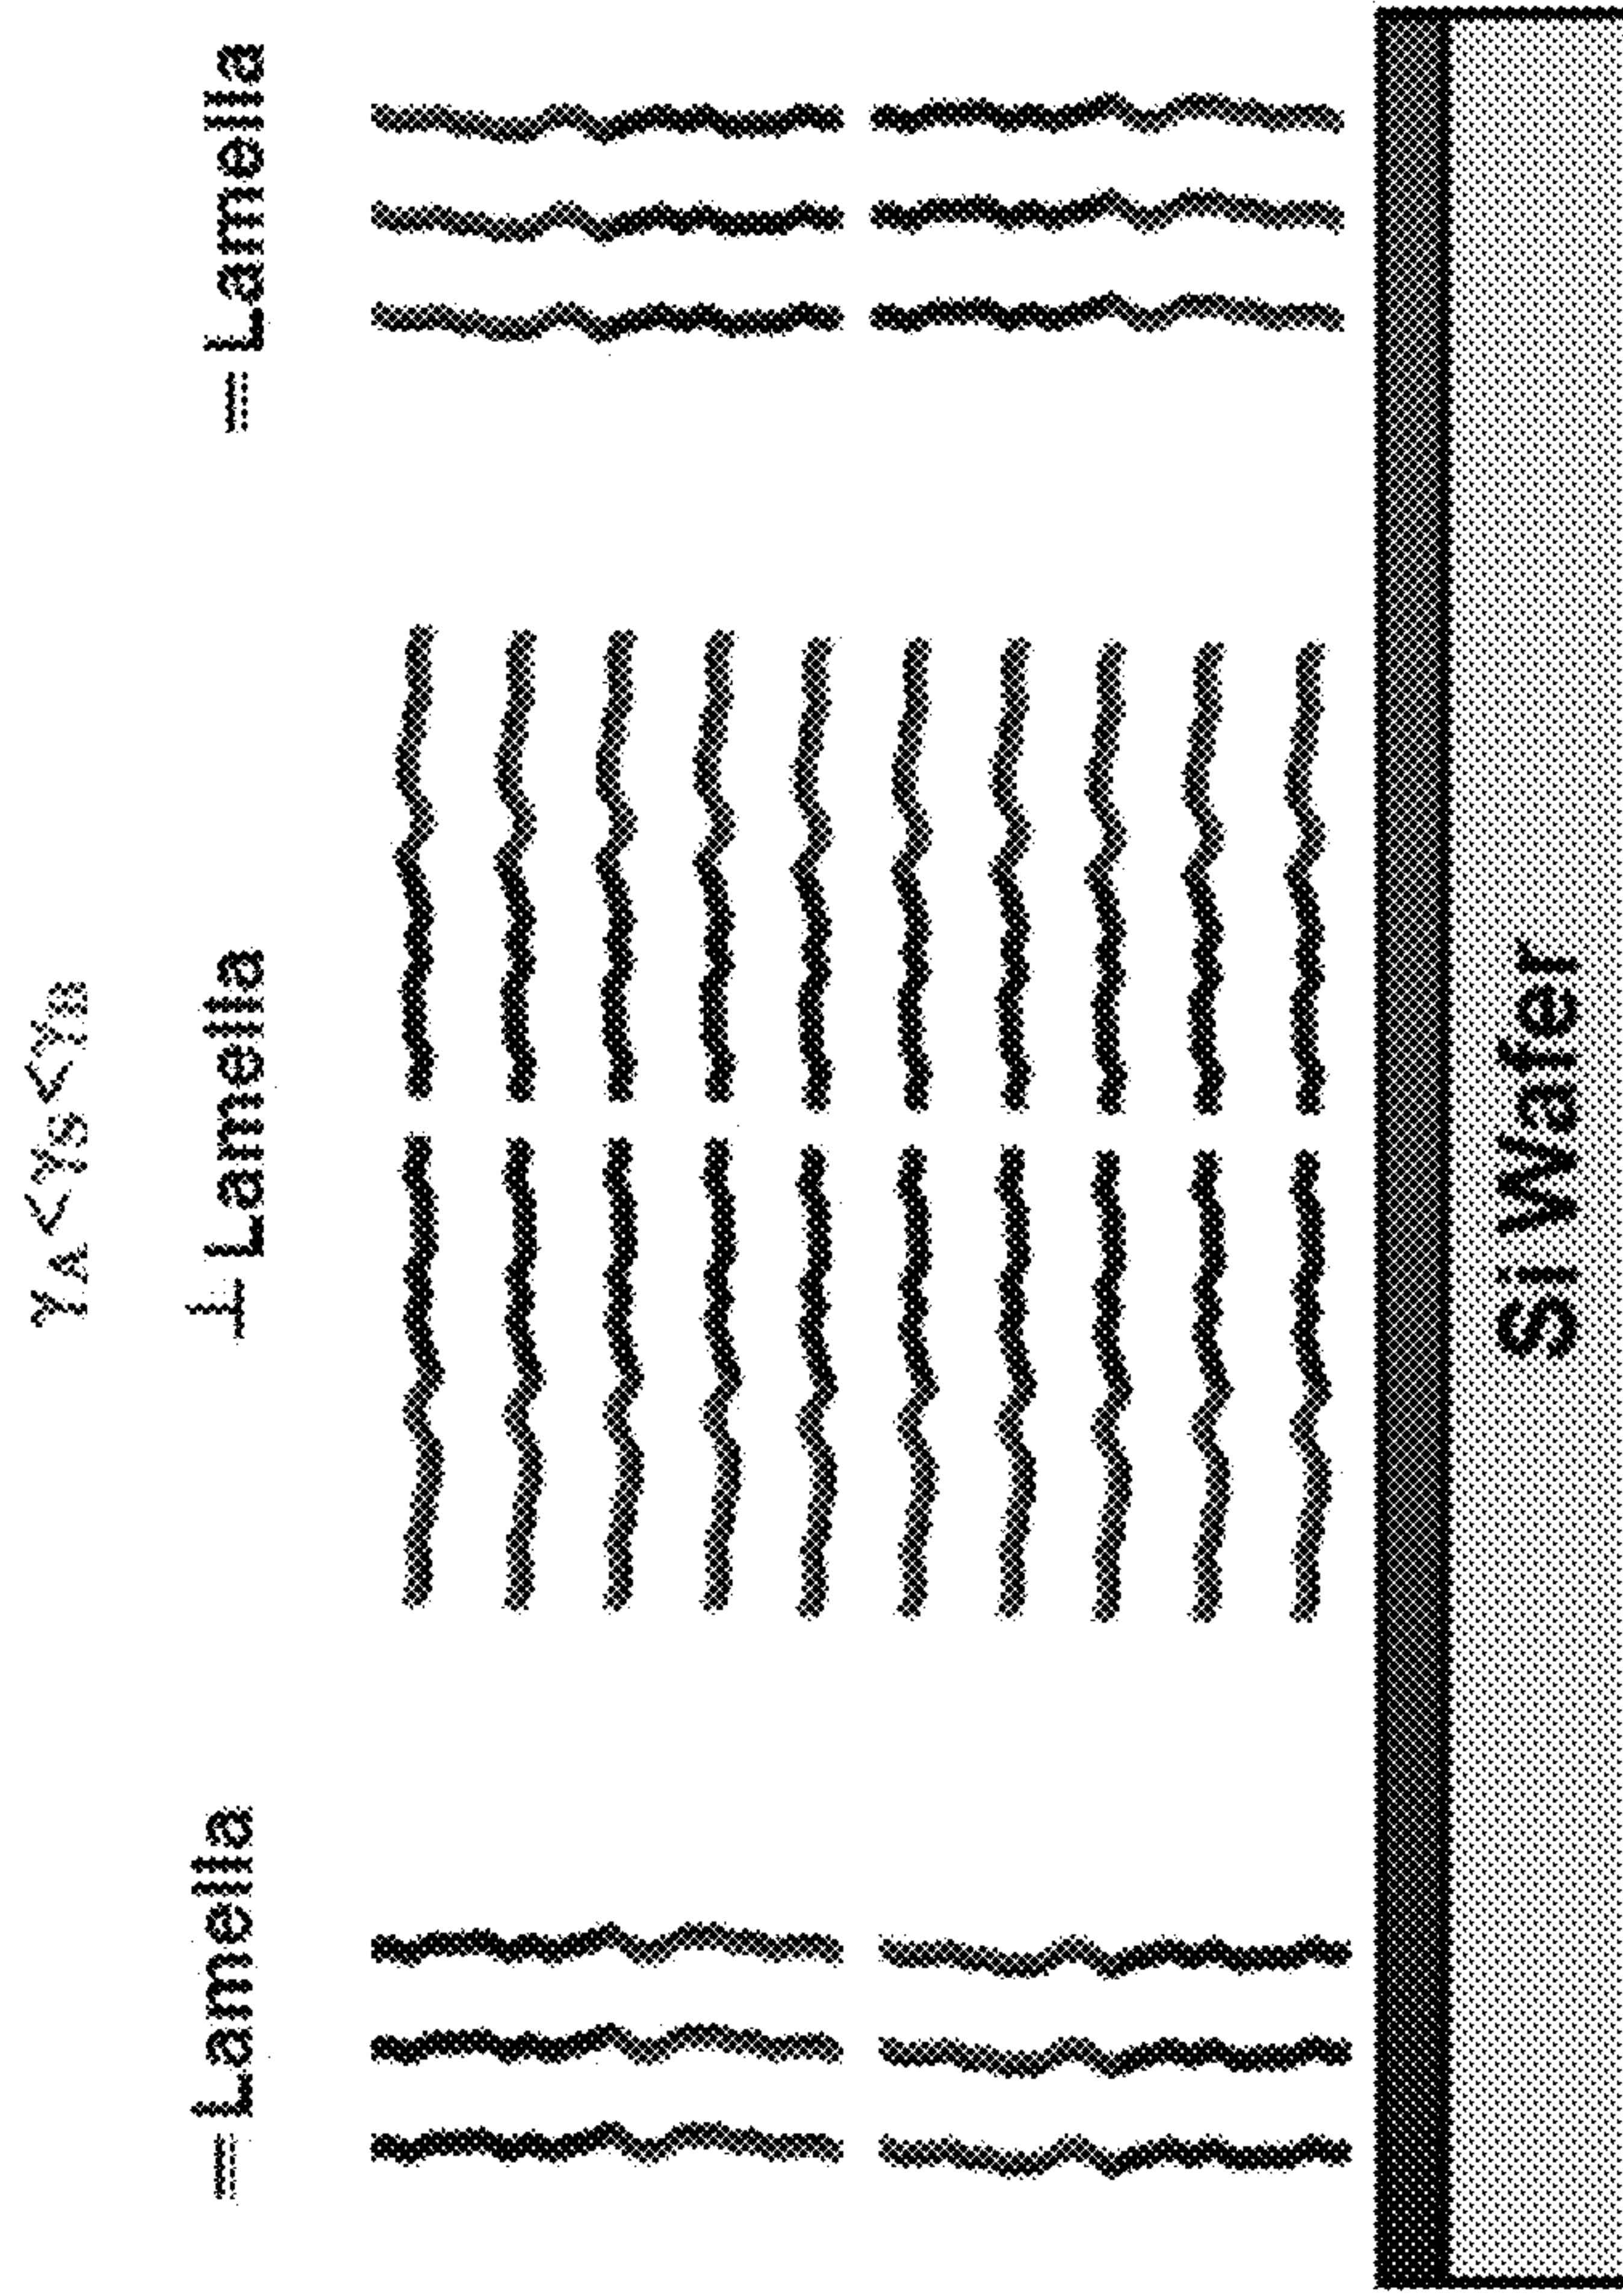 γA<γS<γB
= Lamella ⊥ Lamella = Lamella
Si Wafer